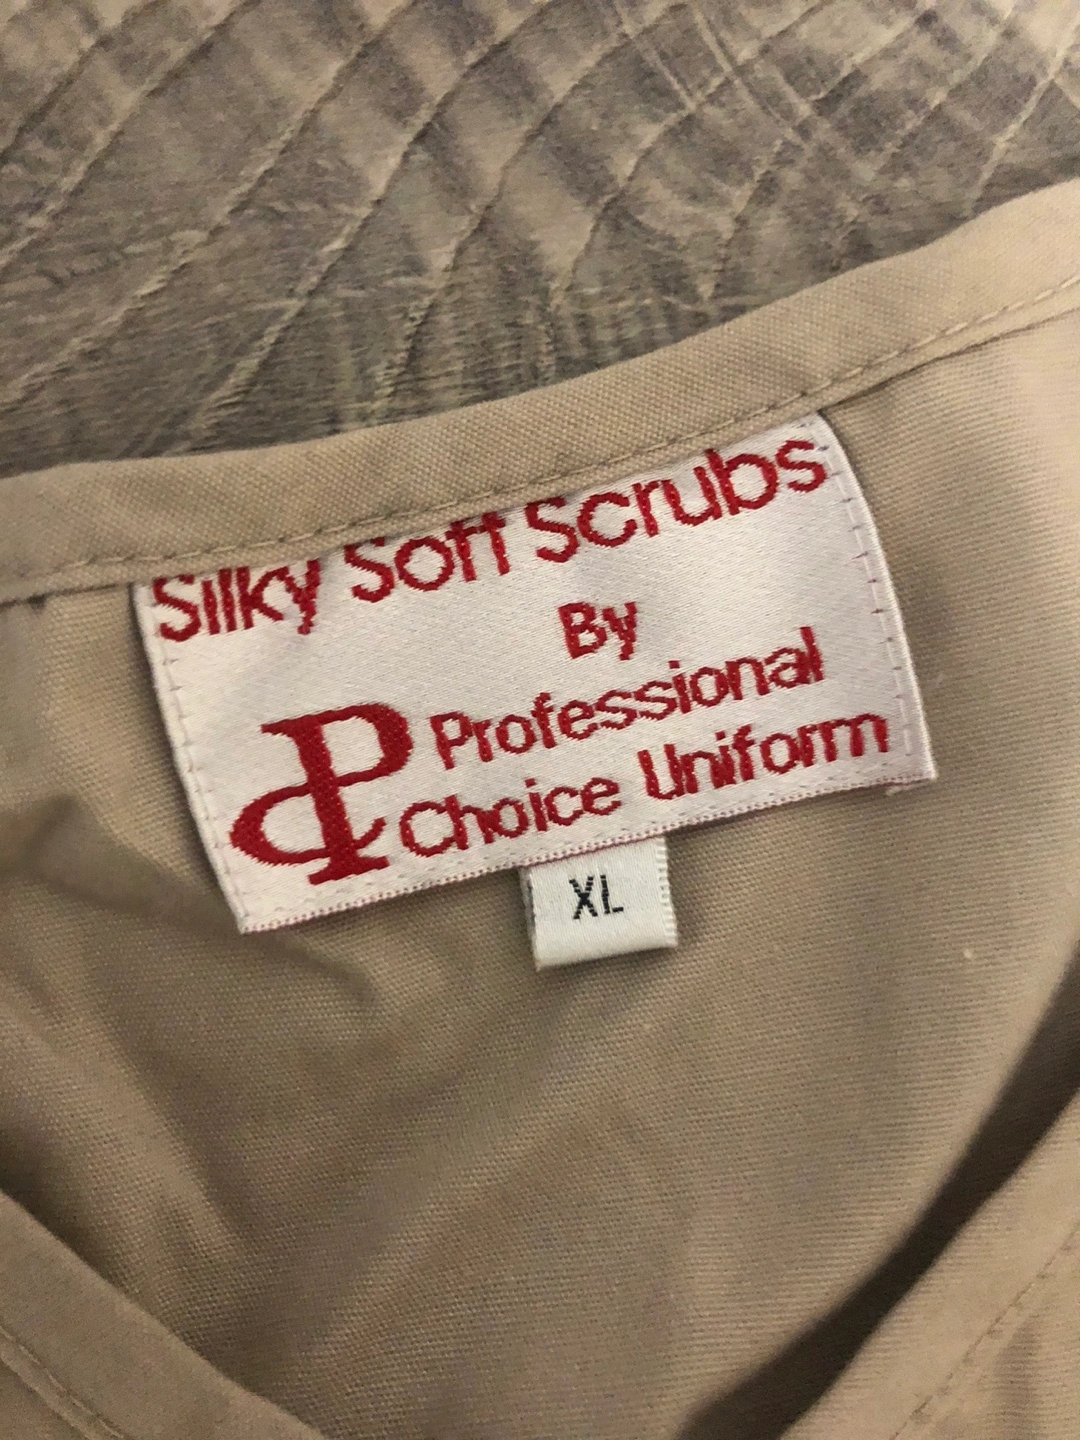 Silky Soft Scrubs
By
Professional
Choice Uniform
XL